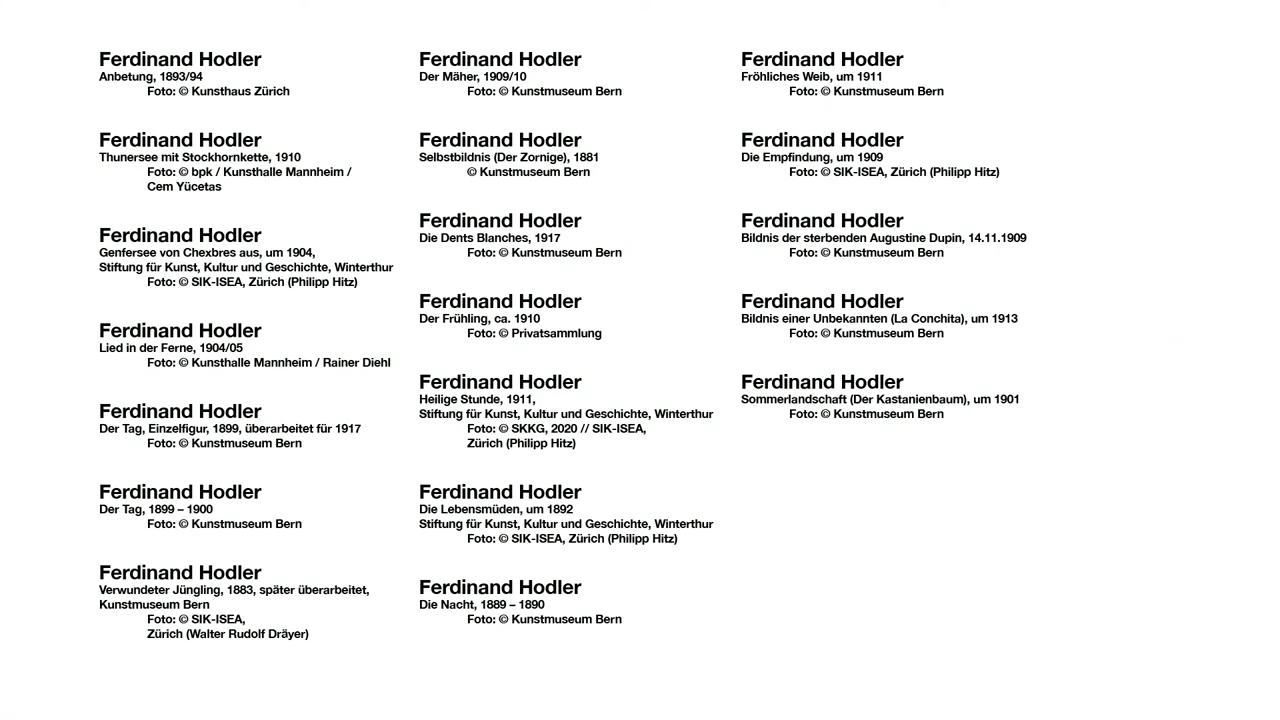 Ferdinand Hodler
Anbetung, 1893/94
Foto: © Kunsthaus Zürich
Ferdinand Hodler
Thunersee mit Stockhornkette, 1910
Foto: © bpk / Kunsthalle Mannheim /
Cem Yücetas
Ferdinand Hodler
Genfersee von Chexbres aus, um 1904,
Stiftung für Kunst, Kultur und Geschichte, Winterthur
Foto: © SIK-ISEA, Zürich (Philipp Hitz)
Ferdinand Hodler
Lied in der Ferne, 1904/05
Foto: © Kunsthalle Mannheim / Rainer Diehl
Ferdinand Hodler
Der Tag, Einzelfigur, 1899, überarbeitet für 1917
Foto: © Kunstmuseum Bern
Ferdinand Hodler
Der Tag, 1899 – 1900
Foto: © Kunstmuseum Bern
Ferdinand Hodler
Verwundeter Jüngling, 1883, später überarbeitet,
Kunstmuseum Bern
Foto: © SIK-ISEA,
Zürich (Walter Rudolf Dräyer)
Ferdinand Hodler
Der Mäher, 1909/10
Foto: © Kunstmuseum Bern
Ferdinand Hodler
Selbstbildnis (Der Zornige), 1881
© Kunstmuseum Bern
Ferdinand Hodler
Die Dents Blanches, 1917
Foto: © Kunstmuseum Bern
Ferdinand Hodler
Der Frühling, ca. 1910
Foto: © Privatsammlung
Ferdinand Hodler
Heilige Stunde, 1911,
Stiftung für Kunst, Kultur und Geschichte, Winterthur
Foto: © SKKG, 2020 // SIK-ISEA,
Zürich (Philipp Hitz)
Ferdinand Hodler
Die Lebensmüden, um 1892
Stiftung für Kunst, Kultur und Geschichte, Winterthur
Foto: © SIK-ISEA, Zürich (Philipp Hitz)
Ferdinand Hodler
Die Nacht, 1889 – 1890
Foto: © Kunstmuseum Bern
Ferdinand Hodler
Fröhliches Weib, um 1911
Foto: © Kunstmuseum Bern
Ferdinand Hodler
Die Empfindung, um 1909
Foto: © SIK-ISEA, Zürich (Philipp Hitz)
Ferdinand Hodler
Bildnis der sterbenden Augustine Dupin, 14.11.1909
Foto: © Kunstmuseum Bern
Ferdinand Hodler
Bildnis einer Unbekannten (La Conchita), um 1913
Foto: © Kunstmuseum Bern
Ferdinand Hodler
Sommerlandschaft (Der Kastanienbaum), um 1901
Foto: © Kunstmuseum Bern